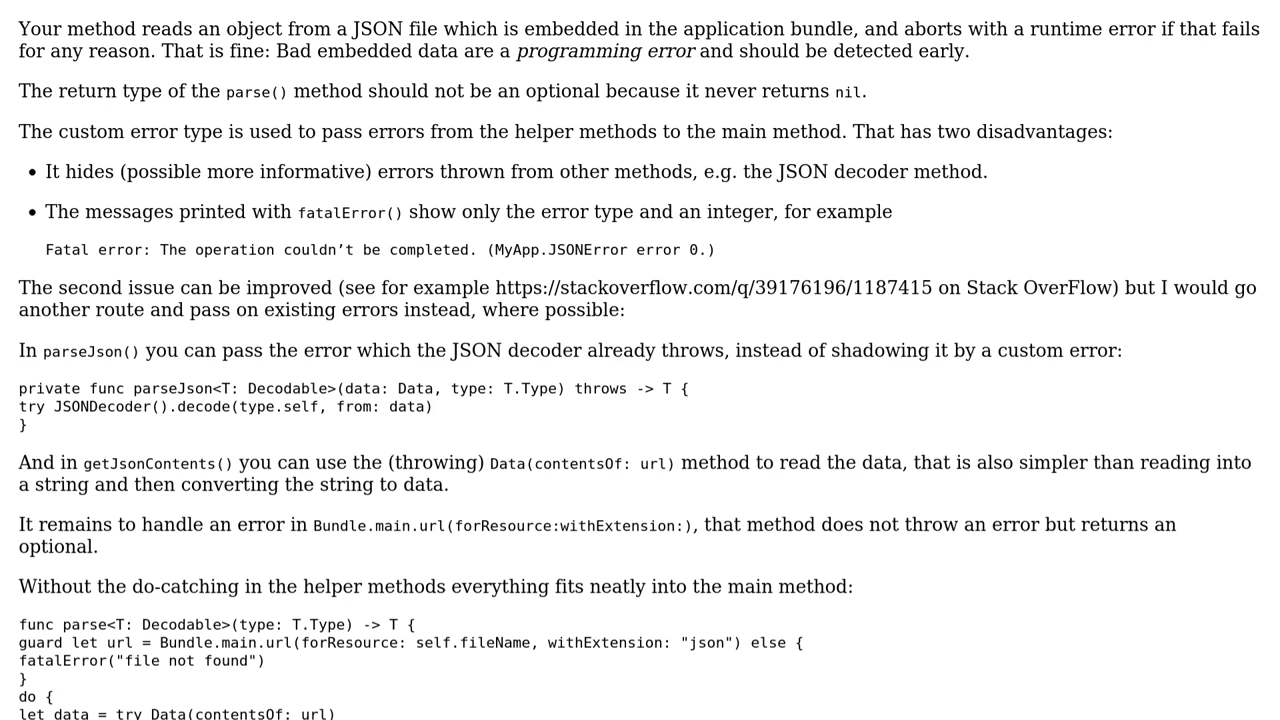 Your method reads an object from a JSON file which is embedded in the application bundle, and aborts with a runtime error if that fails
for any reason. That is fine: Bad embedded data are a programming error and should be detected early.
The return type of the parse() method should not be an optional because it never returns nil.
The custom error type is used to pass errors from the helper methods to the main method. That has two disadvantages:
• It hides (possible more informative) errors thrown from other methods, e.g. the JSON decoder method.
• The messages printed with fatalError() show only the error type and an integer, for example
Fatal error: The operation couldn’t be completed. (MyApp.JSONError error 0.)
The second issue can be improved (see for example https://stackoverflow.com/q/39176196/1187415 on Stack OverFlow) but I would go
another route and pass on existing errors instead, where possible:
In parseJson() you can pass the error which the JSON decoder already throws, instead of shadowing it by a custom error:
private func parseJson<T: Decodable>(data: Data, type: T.Type) throws -> T {
try JSONDecoder().decode(type.self, from: data)
}
And in getJsonContents() you can use the (throwing) Data(contentsOf: url) method to read the data, that is also simpler than reading into
a string and then converting the string to data.
It remains to handle an error in Bundle.main.url(forResource:withExtension:), that method does not throw an error but returns an
optional.
Without the do-catching in the helper methods everything fits neatly into the main method:
func parse<T: Decodable>(type: T.Type) -> T {
guard let url = Bundle.main.url(forResource: self.fileName, withExtension: "json") else {
fatalError("file not found")
}
do {
let data = try Data(contentsOf: url)